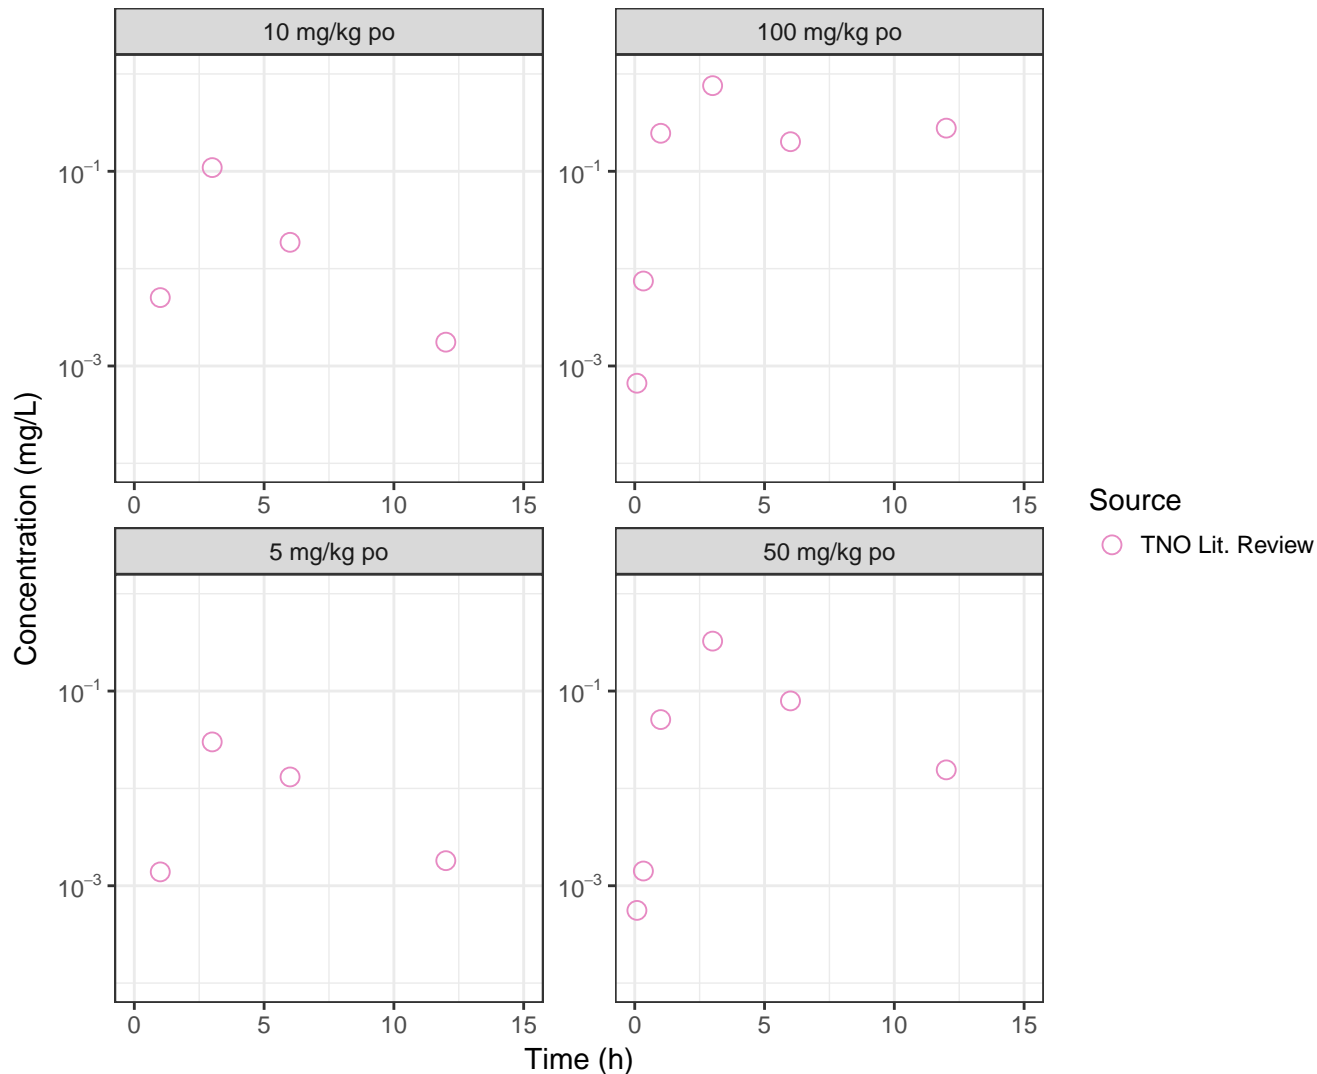 10 mg/kg po
100 mg/kg po
10⁻¹
10⁻³
10⁻¹
10⁻³
0 5 10 15
0 5 10 15
5 mg/kg po
50 mg/kg po
10⁻¹
10⁻³
10⁻¹
10⁻³
0 5 10 15
0 5 10 15
Time (h)
Concentration (mg/L)
Source
TNO Lit. Review